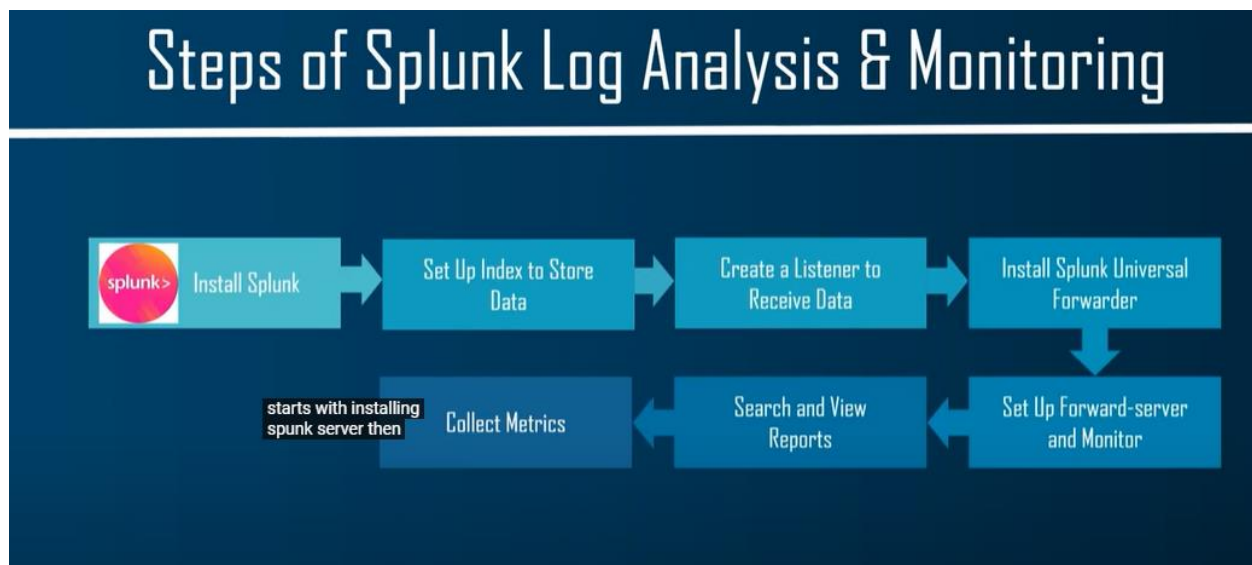 Steps of Splunk Log Analysis & Monitoring
splunk>
Install Splunk
Set Up Index to Store
Data
Create a Listener to
Receive Data
Install Splunk Universal
Forwarder
Set Up Forward-server
and Monitor
Search and View
Reports
Collect Metrics
starts with installing
spunk server then